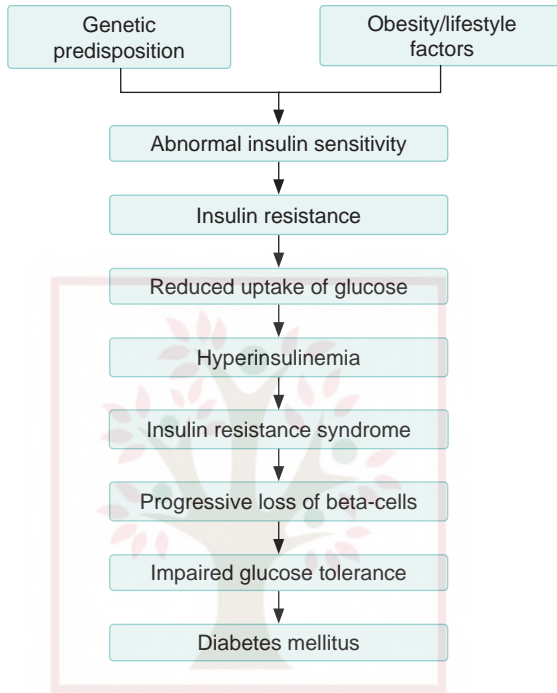 Genetic
predisposition
Obesity/lifestyle
factors
Abnormal insulin sensitivity
Insulin resistance
Reduced uptake of glucose
Hyperinsulinemia
Insulin resistance syndrome
Progressive loss of beta-cells
Impaired glucose tolerance
Diabetes mellitus